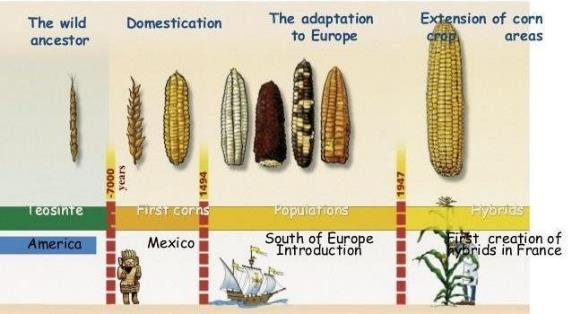 The wild
ancestor
Domestication
The adaptation
to Europe
Extension of corn
crop areas
-7000
years
1494
1947
Teosinte
First corns
Populations
Hybrids
America
Mexico
South of Europe
Introduction
First creation of
hybrids in France